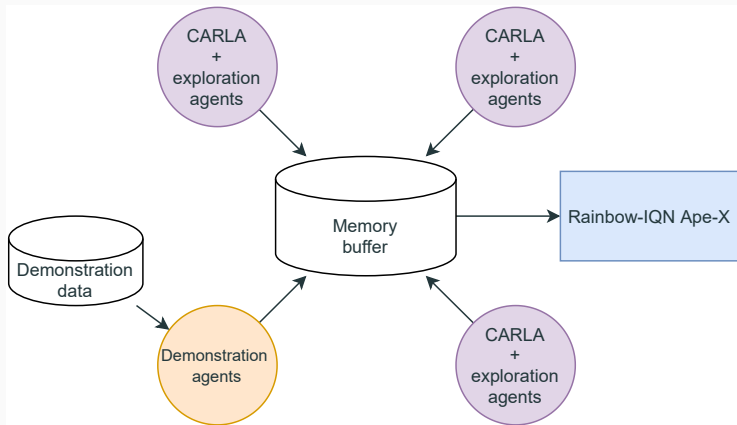 CARLA
+
exploration
agents
CARLA
+
exploration
agents
Memory
buffer
Rainbow-IQN Ape-X
Demonstration
data
Demonstration
agents
CARLA
+
exploration
agents